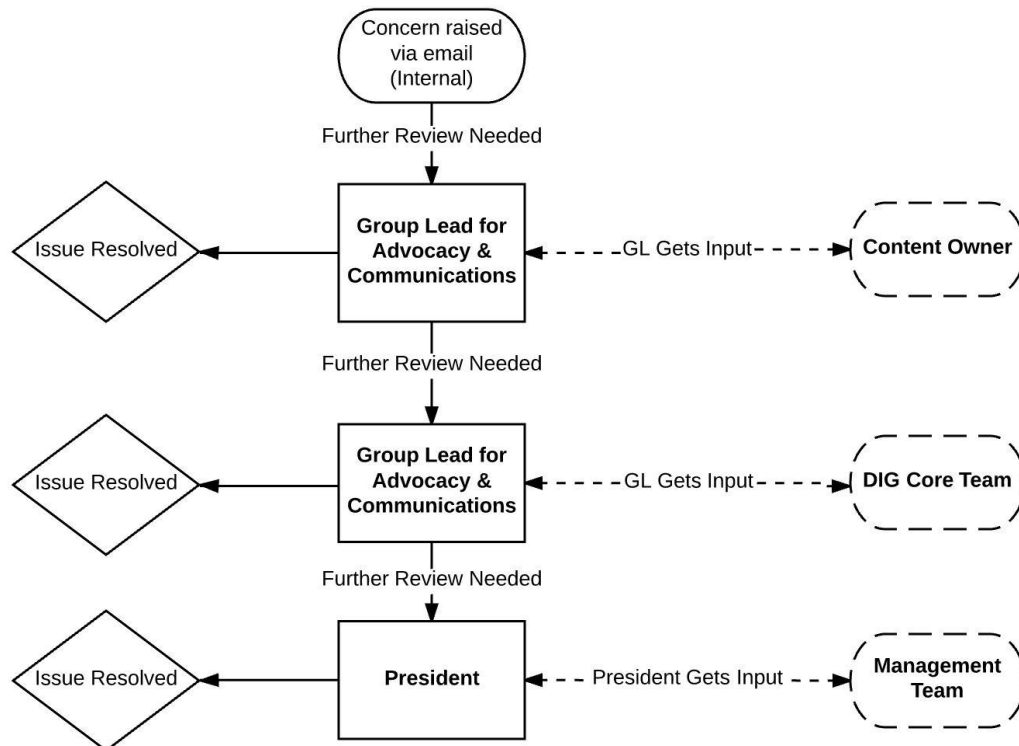 Concern raised
via email
(Internal)
Further Review Needed
Issue Resolved
Group Lead for
Advocacy &
Communications
GL Gets Input
Content Owner
Further Review Needed
Issue Resolved
Group Lead for
Advocacy &
Communications
GL Gets Input
DIG Core Team
Further Review Needed
Issue Resolved
President
President Gets Input
Management
Team